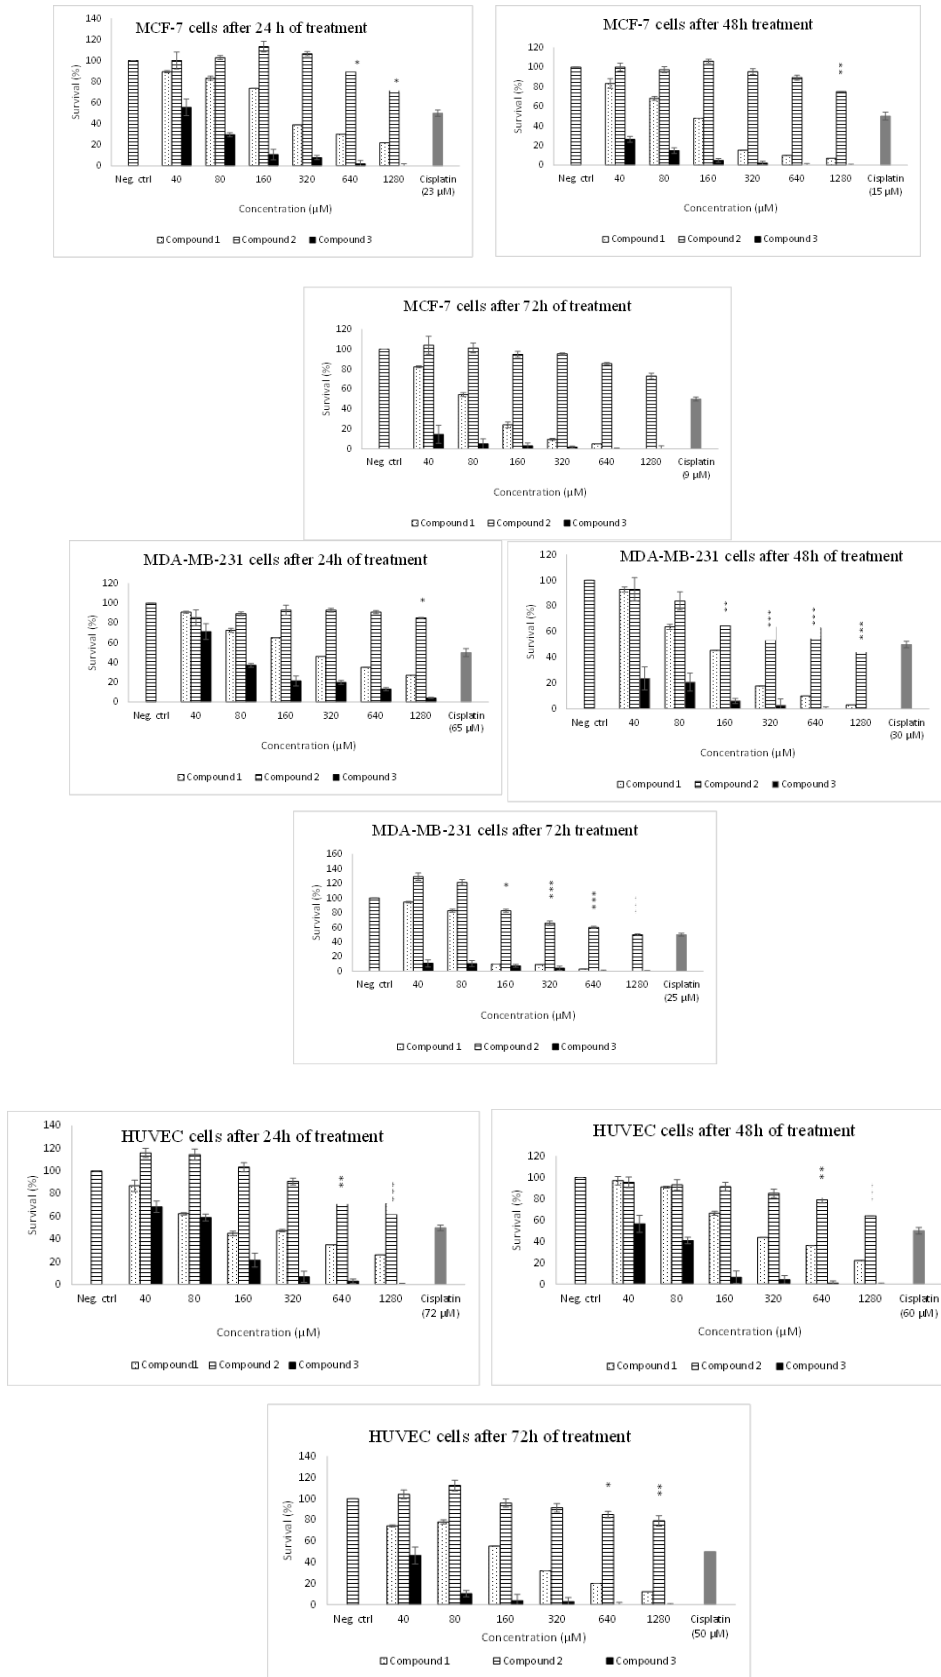 MCF-7 cells after 24 h of treatment
140
120
100
80
60
40
20
0
Survival (%)
* *
Neg. ctrl 40 80 160 320 640 1280 Cisplatin
(23 µM)
Concentration (µM)
Compound 1 Compound 2 Compound 3
MCF-7 cells after 48h of treatment
120
100
80
60
40
20
0
Survival (%)
**
Neg. ctrl 40 80 160 320 640 1280 Cisplatin
(15 µM)
Concentration (µM)
Compound 1 Compound 2 Compound 3
MCF-7 cells after 72h of treatment
120
100
80
60
40
20
0
Survival (%)
Neg. ctrl 40 80 160 320 640 1280 Cisplatin
(9 µM)
Concentration (µM)
Compound 1 Compound 2 Compound 3
MDA-MB-231 cells after 24h of treatment
120
100
80
60
40
20
0
Survival (%)
*
Neg. ctrl 40 80 160 320 640 1280 Cisplatin
(65 µM)
Concentration (µM)
Compound 1 Compound 2 Compound 3
MDA-MB-231 cells after 48h of treatment
120
100
80
60
40
20
0
Survival (%)
** *** *** ***
Neg. ctrl 40 80 160 320 640 1280 Cisplatin
(30 µM)
Concentration (µM)
Compound 1 Compound 2 Compound 3
MDA-MB-231 cells after 72h treatment
160
140
120
100
80
60
40
20
0
Survival (%)
* *** ***
Neg. ctrl 40 80 160 320 640 1280 Cisplatin
(25 µM)
Concentration (µM)
Compound 1 Compound 2 Compound 3
HUVEC cells after 24h of treatment
140
120
100
80
60
40
20
0
Survival (%)
**
Neg. ctrl 40 80 160 320 640 1280 Cisplatin
(72 µM)
Concentration (µM)
Compound1 Compound 2 Compound 3
HUVEC cells after 48h of treatment
140
120
100
80
60
40
20
0
Survival (%)
**
Neg. ctrl 40 80 160 320 640 1280 Cisplatin
(60 µM)
Concentration (µM)
Compound 1 Compound 2 Compound 3
HUVEC cells after 72h of treatment
140
120
100
80
60
40
20
0
Survival (%)
* **
Neg. ctrl 40 80 160 320 640 1280 Cisplatin
(50 µM)
Concentration (µM)
Compound 1 Compound 2 Compound 3